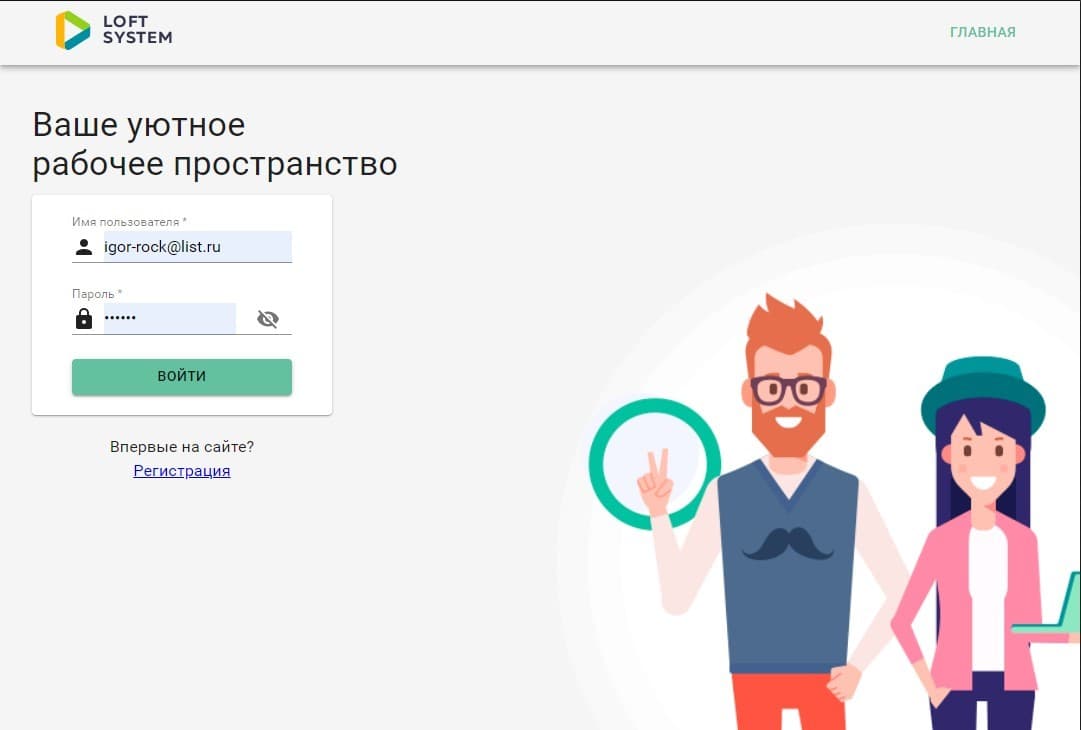 LOFT
SYSTEM
ГЛАВНАЯ
Ваше уютное
рабочее пространство
Имя пользователя *
igor-rock@list.ru
Пароль *
••••••
ВОЙТИ
Впервые на сайте?
Регистрация